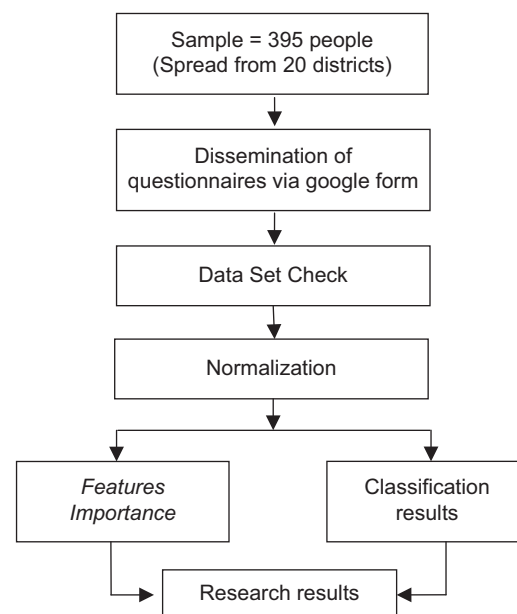 Sample = 395 people
(Spread from 20 districts)
Dissemination of
questionnaires via google form
Data Set Check
Normalization
Features
Importance
Classification
results
Research results